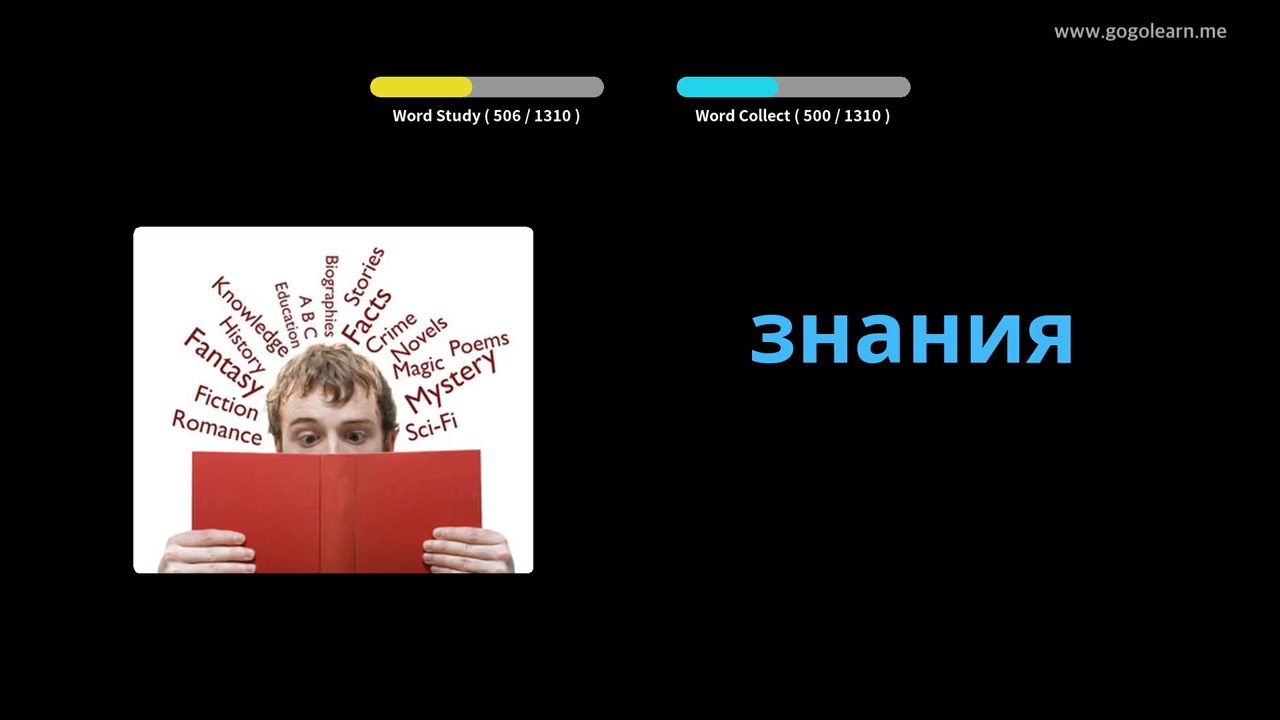 www.gogolearn.me
Word Study ( 506 / 1310 )
Word Collect ( 500 / 1310 )
Biographies
Stories
Education
A B C
Facts
Knowledge
Crime
History
Novels
Fantasy
Magic
Poems
Mystery
Fiction
Romance
Sci-Fi
знания